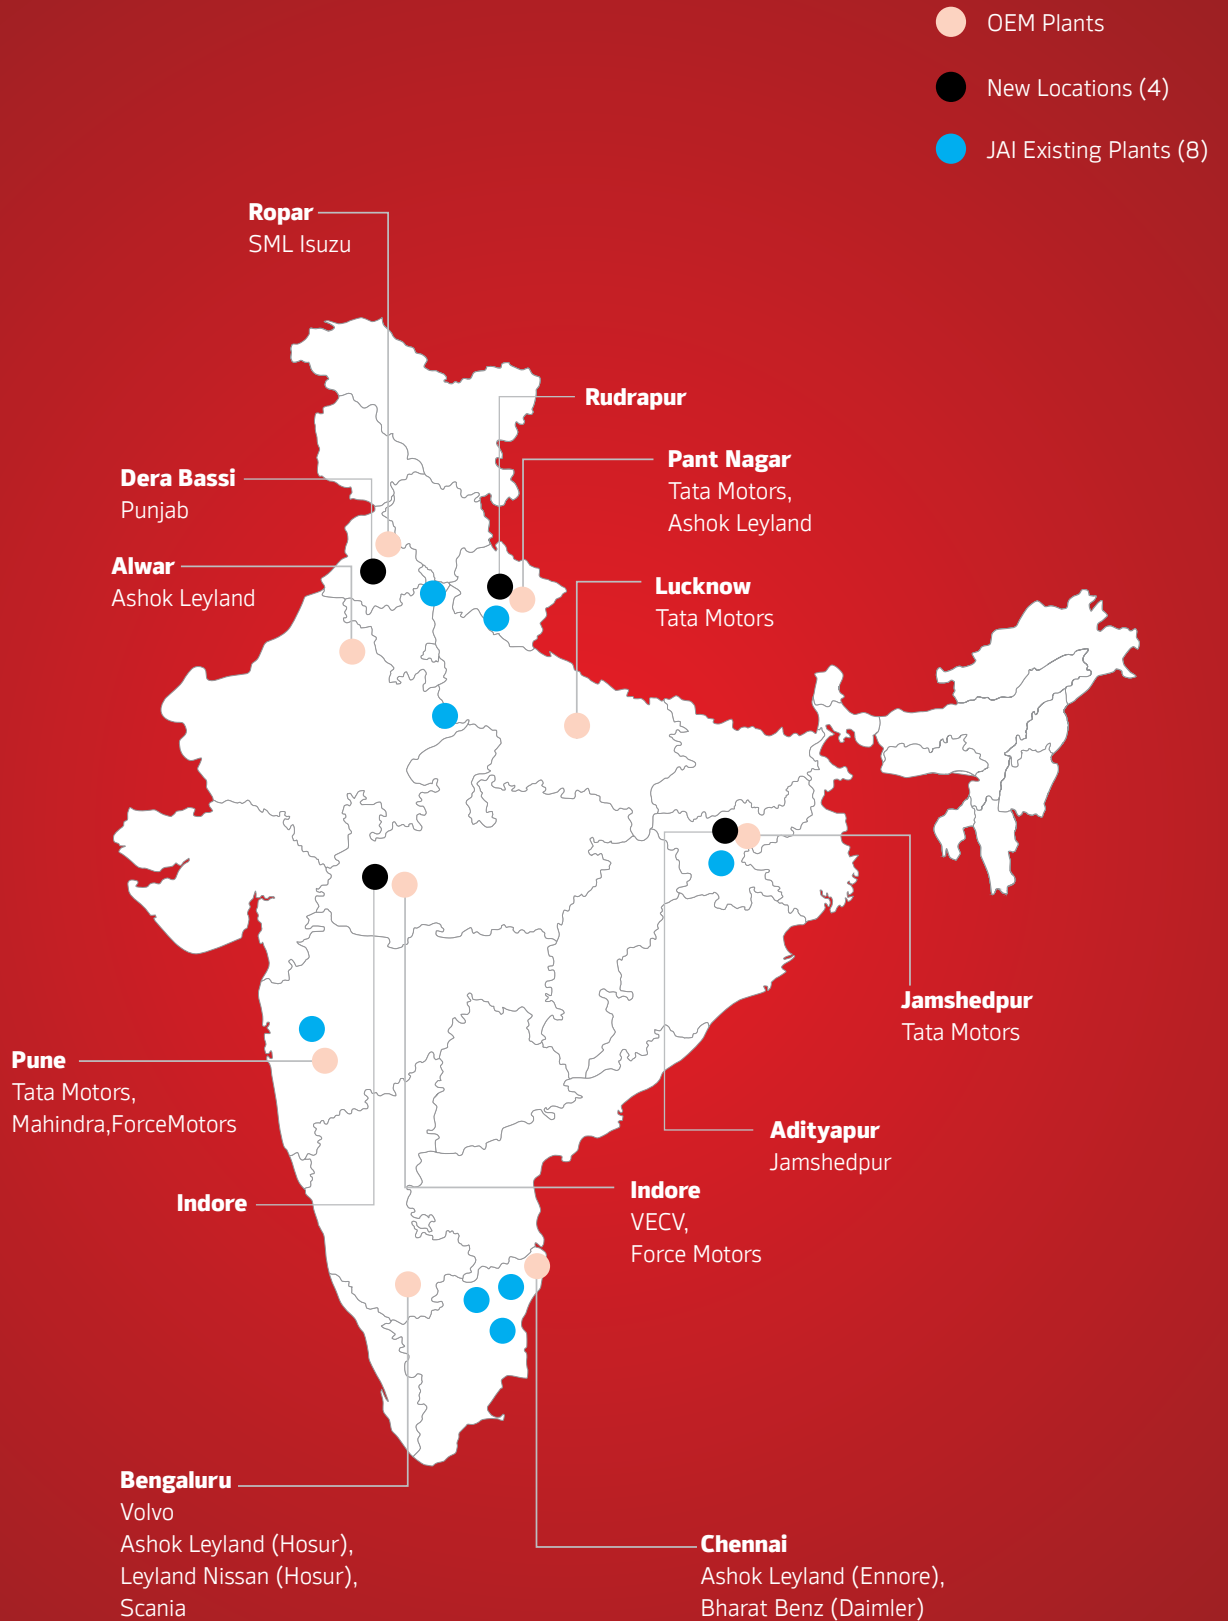 OEM Plants
New Locations (4)
JAI Existing Plants (8)
Ropar
SML Isuzu
Rudrapur
Pant Nagar
Tata Motors,
Ashok Leyland
Dera Bassi
Punjab
Alwar
Ashok Leyland
Lucknow
Tata Motors
Jamshedpur
Tata Motors
Pune
Tata Motors,
Mahindra,ForceMotors
Adityapur
Jamshedpur
Indore
Indore
VECV,
Force Motors
Bengaluru
Volvo
Ashok Leyland (Hosur),
Leyland Nissan (Hosur),
Scania
Chennai
Ashok Leyland (Ennore),
Bharat Benz (Daimler)